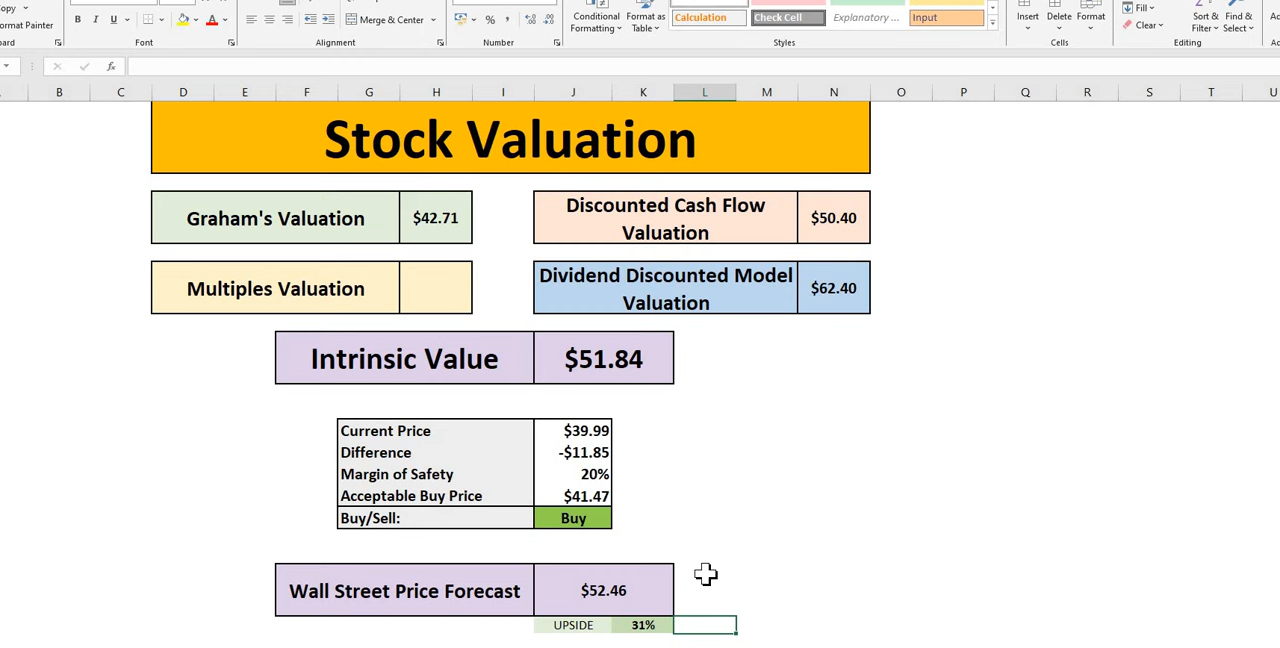 Copy
Format Painter
Board
B I U
A
Font
Merge & Center
Alignment
%
Number
Conditional
Formatting
Format as
Table
Calculation
Check Cell
Explanatory ...
Input
Styles
Insert
Delete
Format
Cells
Fill
Clear
Sort &
Filter
Find &
Select
Editing
fx
B C D E F G H I J K L M N O P Q R S T U
Stock Valuation
Graham's Valuation $42.71
Discounted Cash Flow
Valuation $50.40
Multiples Valuation
Dividend Discounted Model
Valuation $62.40
Intrinsic Value $51.84
Current Price $39.99
Difference -$11.85
Margin of Safety 20%
Acceptable Buy Price $41.47
Buy/Sell: Buy
Wall Street Price Forecast $52.46
UPSIDE 31%